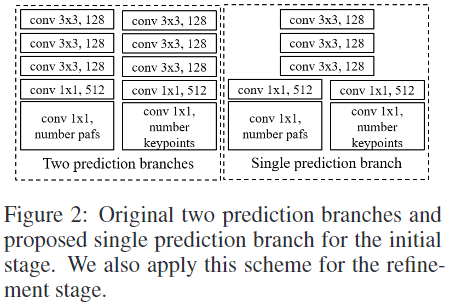 conv 3x3, 128
conv 3x3, 128
conv 3x3, 128
conv 1x1, 512
conv 1x1,
number pafs
conv 3x3, 128
conv 3x3, 128
conv 3x3, 128
conv 1x1, 512
conv 1x1,
number
keypoints
Two prediction branches
conv 3x3, 128
conv 3x3, 128
conv 3x3, 128
conv 1x1, 512
conv 1x1,
number pafs
conv 1x1, 512
conv 1x1,
number
keypoints
Single prediction branch
Figure 2: Original two prediction branches and
proposed single prediction branch for the initial
stage. We also apply this scheme for the refine-
ment stage.